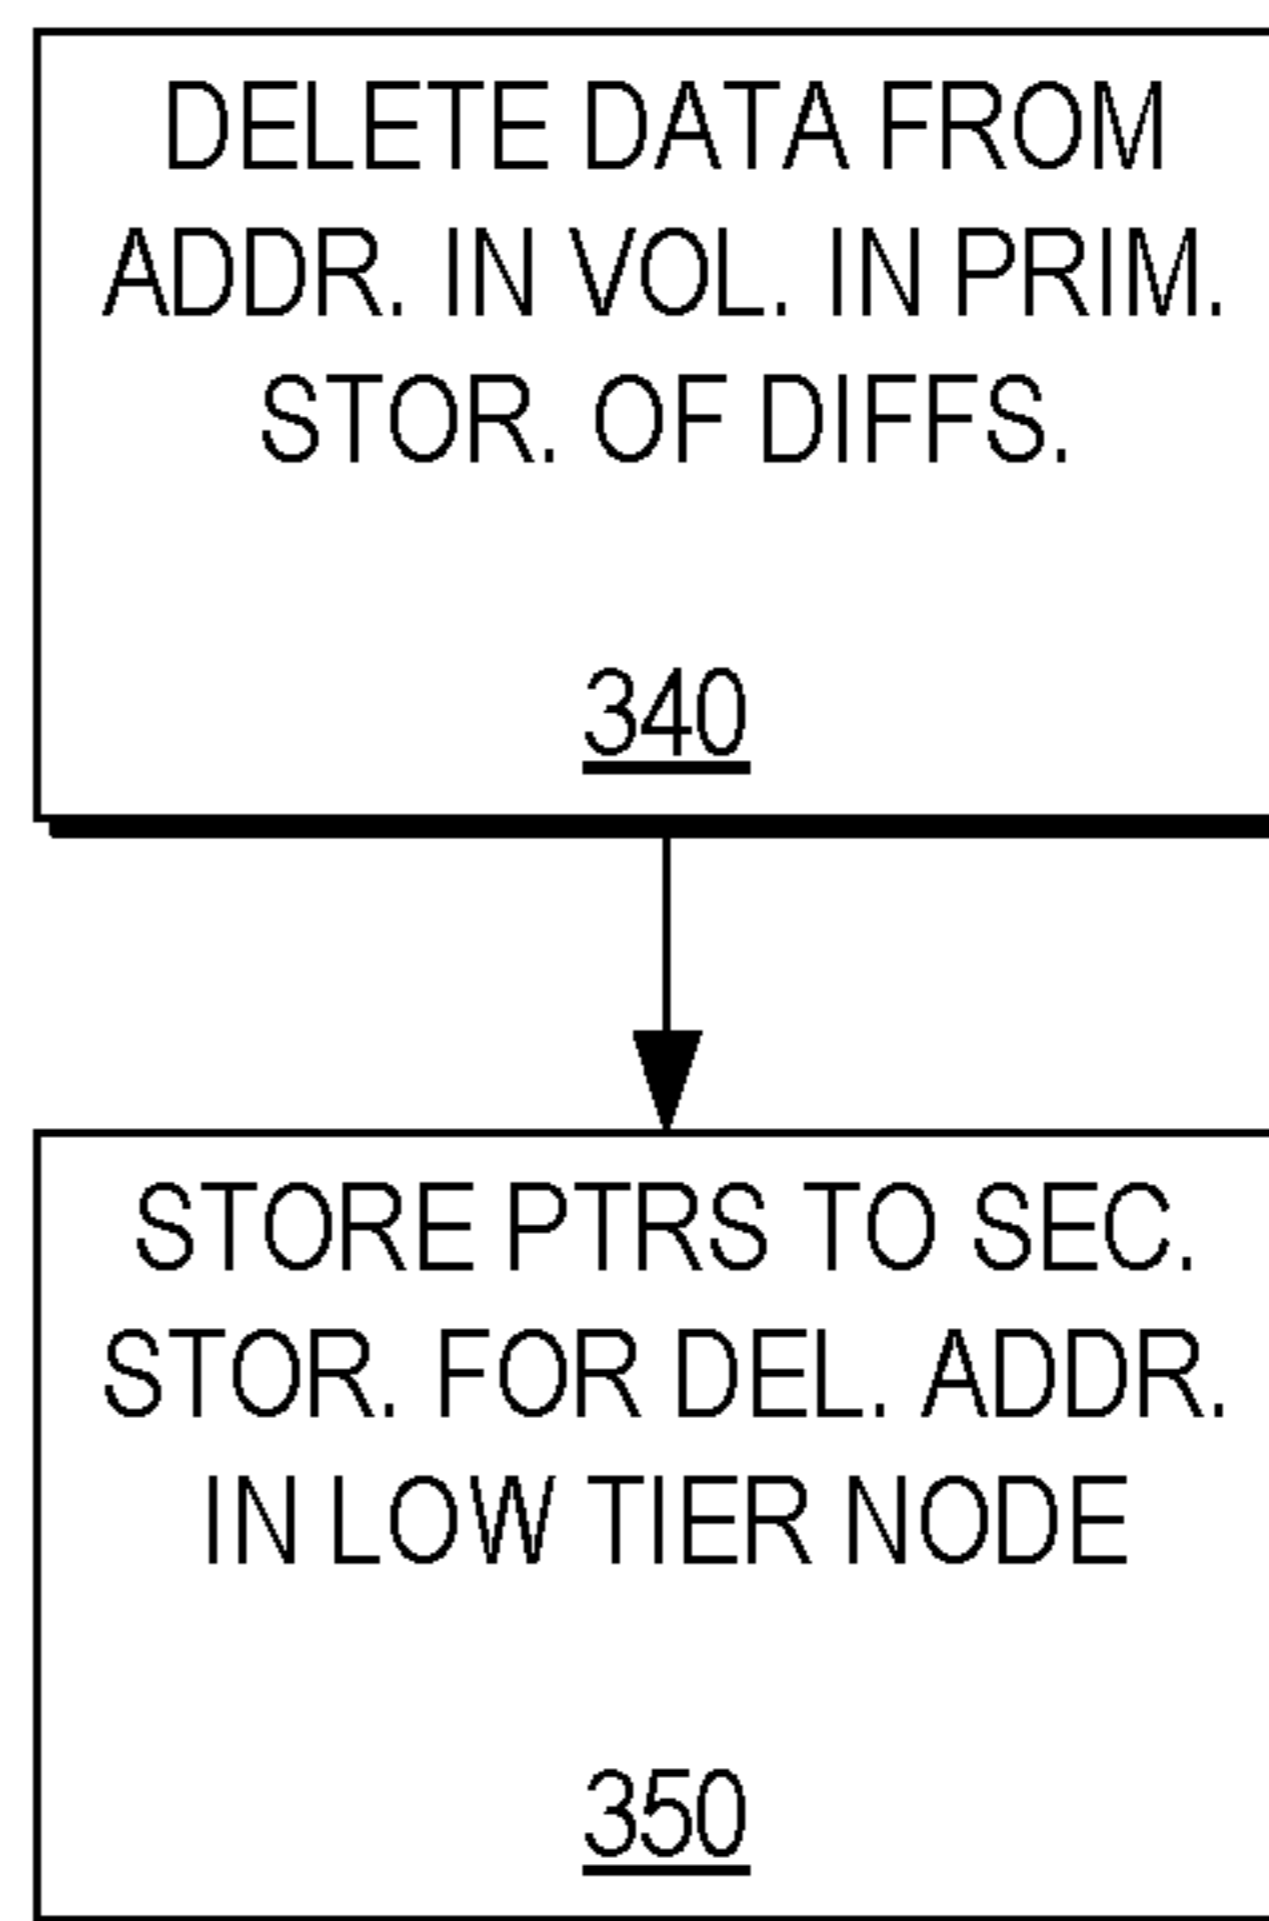 DELETE DATA FROM
ADDR. IN VOL. IN PRIM.
STOR. OF DIFFS.
340
STORE PTRS TO SEC.
STOR. FOR DEL. ADDR.
IN LOW TIER NODE
350